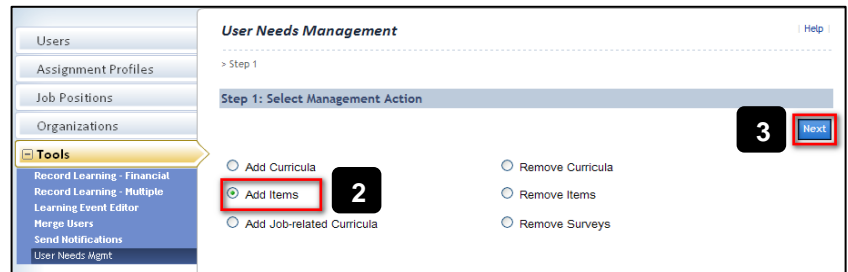 User Needs Management
| Help |
Users
Assignment Profiles
Job Positions
Organizations
Tools
Record Learning - Financial
Record Learning - Multiple
Learning Event Editor
Merge Users
Send Notifications
User Needs Mgmt
> Step 1
Step 1: Select Management Action
3
Next
Add Curricula
Remove Curricula
Add Items
2
Remove Items
Add Job-related Curricula
Remove Surveys